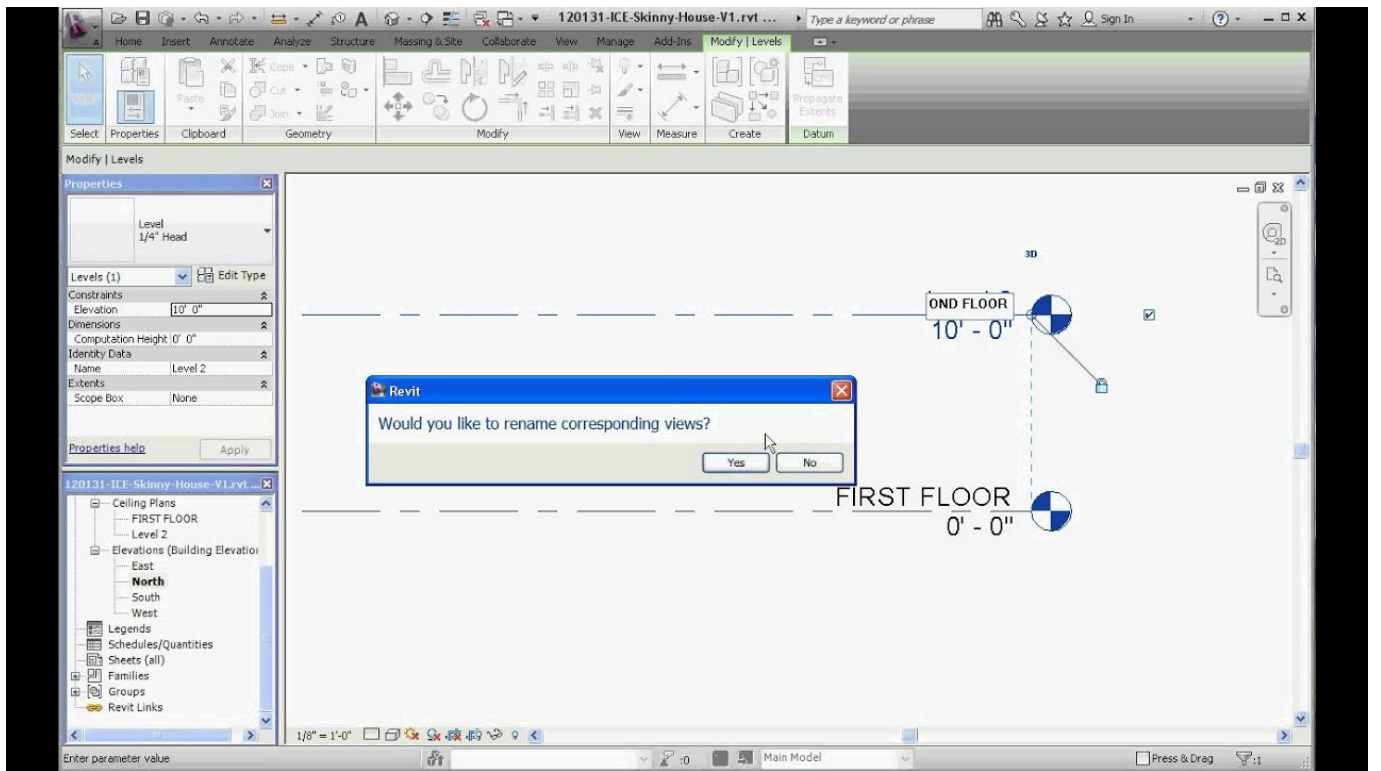 120131-ICE-Skinny-House-V1.rvt ...
Type a keyword or phrase
Sign In
Home Insert Annotate Analyze Structure Massing & Site Collaborate View Manage Add-Ins Modify | Levels
Cope
Paste
Cut
Join
Propagate
Extents
Select Properties Clipboard Geometry Modify View Measure Create Datum
Modify | Levels
Properties
Level
1/4" Head
Levels (1) Edit Type
Constraints
Elevation 10' 0"
Dimensions
Computation Height 0' 0"
Identity Data
Name Level 2
Extents
Scope Box None
Properties help Apply
120131-ICE-Skinny-House-V1.rvt ...
Ceiling Plans
FIRST FLOOR
Level 2
Elevations (Building Elevation
East
North
South
West
Legends
Schedules/Quantities
Sheets (all)
Families
Groups
Revit Links
2D
3D
OND FLOOR
10' - 0"
Revit
Would you like to rename corresponding views?
Yes No
FIRST FLOOR
0' - 0"
1/8" = 1'-0"
Enter parameter value
:0 Main Model
Press & Drag :1